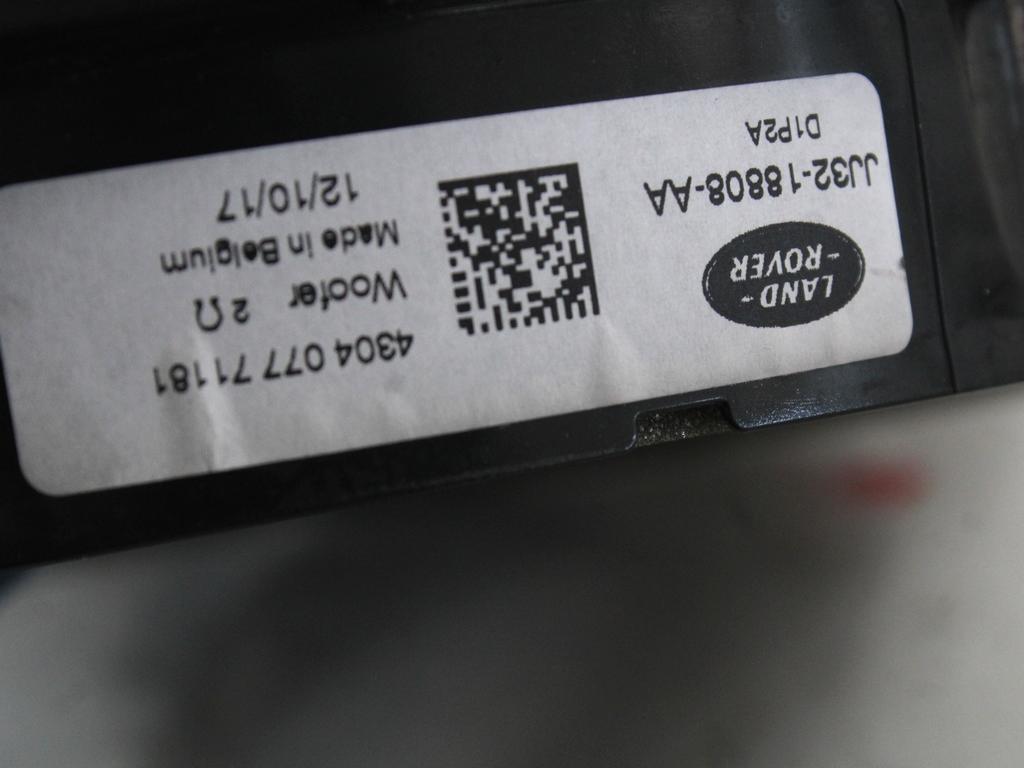 LAND-
-ROVER
JJ32-18808-AA
D1P2A
4304 077 71181
Woofer 2 Ω
Made in Belgium
12/10/17